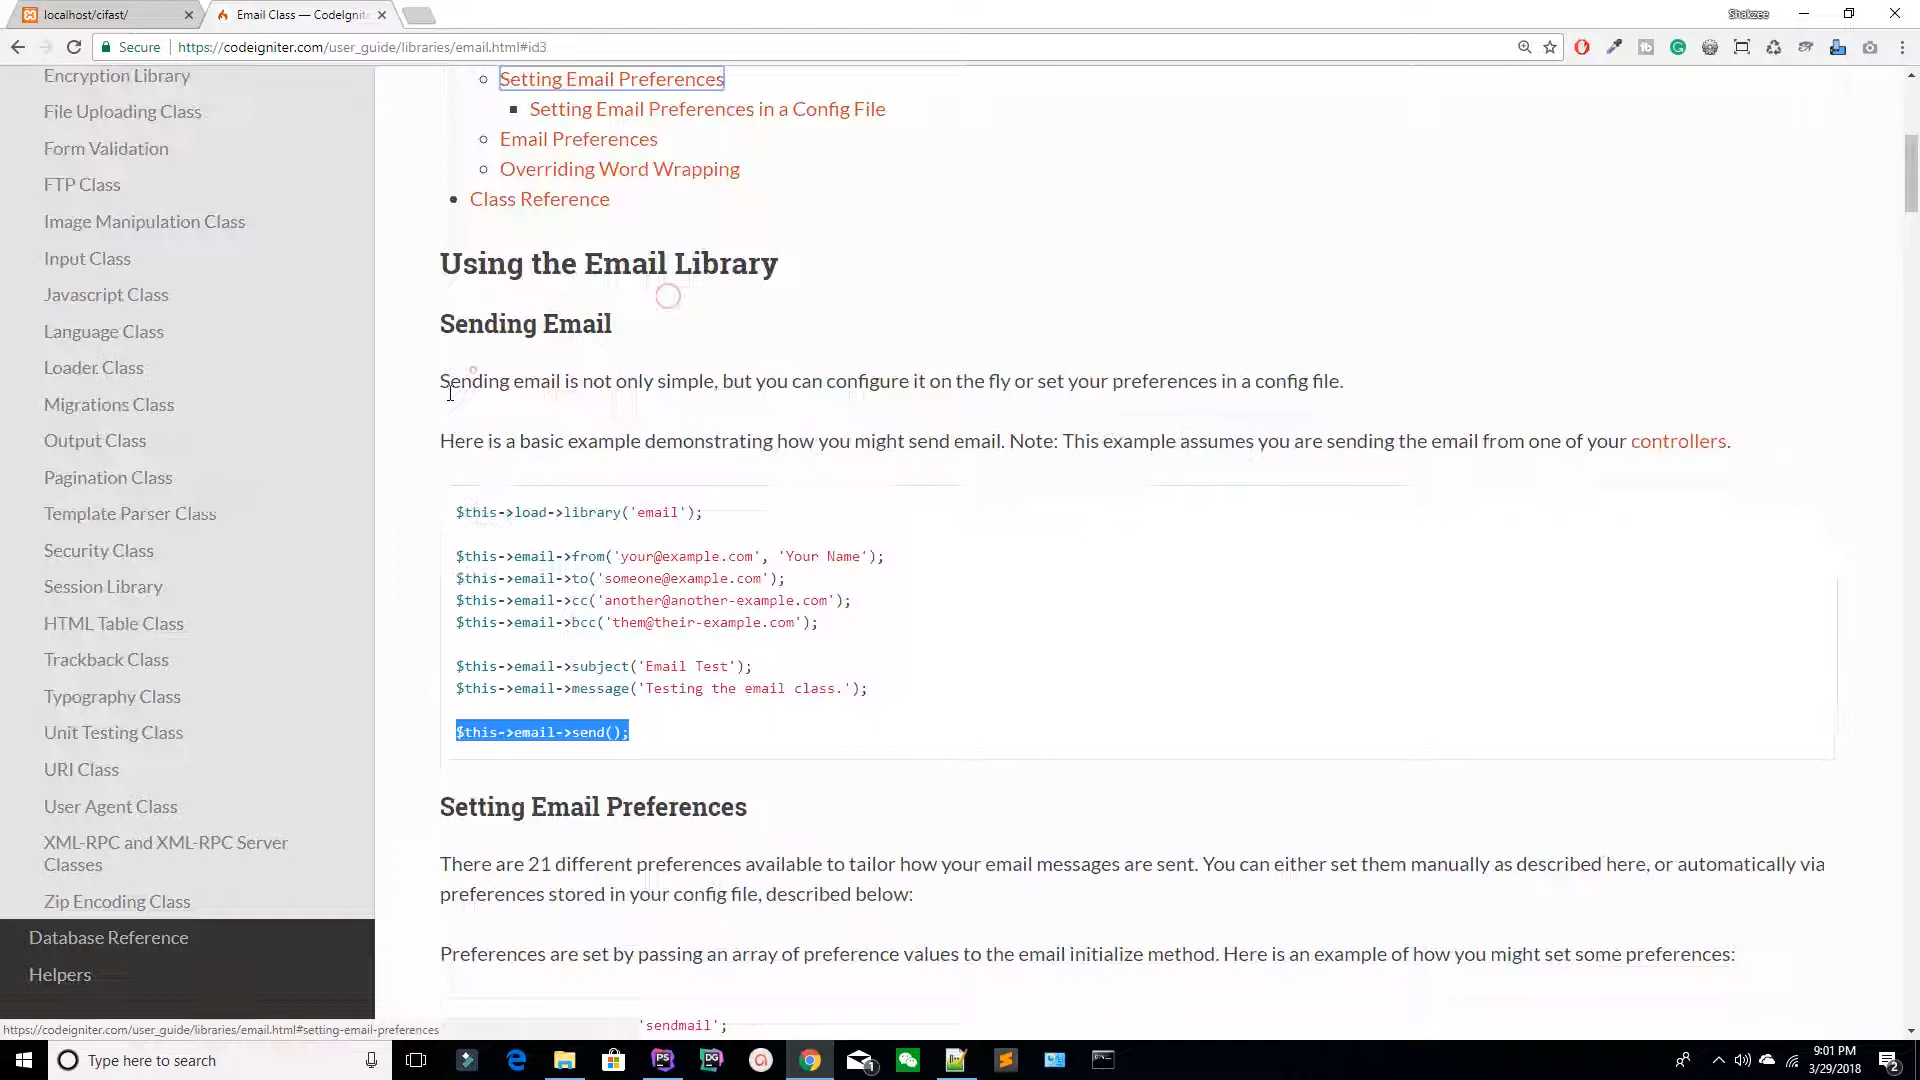 localhost/cifast/
Email Class — CodeIgnite
Shakzee
Secure
https://codeigniter.com/user_guide/libraries/email.html#id3
Encryption Library
File Uploading Class
Form Validation
FTP Class
Image Manipulation Class
Input Class
Javascript Class
Language Class
Loader Class
Migrations Class
Output Class
Pagination Class
Template Parser Class
Security Class
Session Library
HTML Table Class
Trackback Class
Typography Class
Unit Testing Class
URI Class
User Agent Class
XML-RPC and XML-RPC Server
Classes
Zip Encoding Class
Database Reference
Helpers
Setting Email Preferences
Setting Email Preferences in a Config File
Email Preferences
Overriding Word Wrapping
Class Reference
Using the Email Library
Sending Email
Sending email is not only simple, but you can configure it on the fly or set your preferences in a config file.
Here is a basic example demonstrating how you might send email. Note: This example assumes you are sending the email from one of your controllers.
$this->load->library('email');
$this->email->from('your@example.com', 'Your Name');
$this->email->to('someone@example.com');
$this->email->cc('another@another-example.com');
$this->email->bcc('them@their-example.com');
$this->email->subject('Email Test');
$this->email->message('Testing the email class.');
$this->email->send();
Setting Email Preferences
There are 21 different preferences available to tailor how your email messages are sent. You can either set them manually as described here, or automatically via
preferences stored in your config file, described below:
Preferences are set by passing an array of preference values to the email initialize method. Here is an example of how you might set some preferences:
'sendmail';
https://codeigniter.com/user_guide/libraries/email.html#setting-email-preferences
Type here to search
9:01 PM
3/29/2018